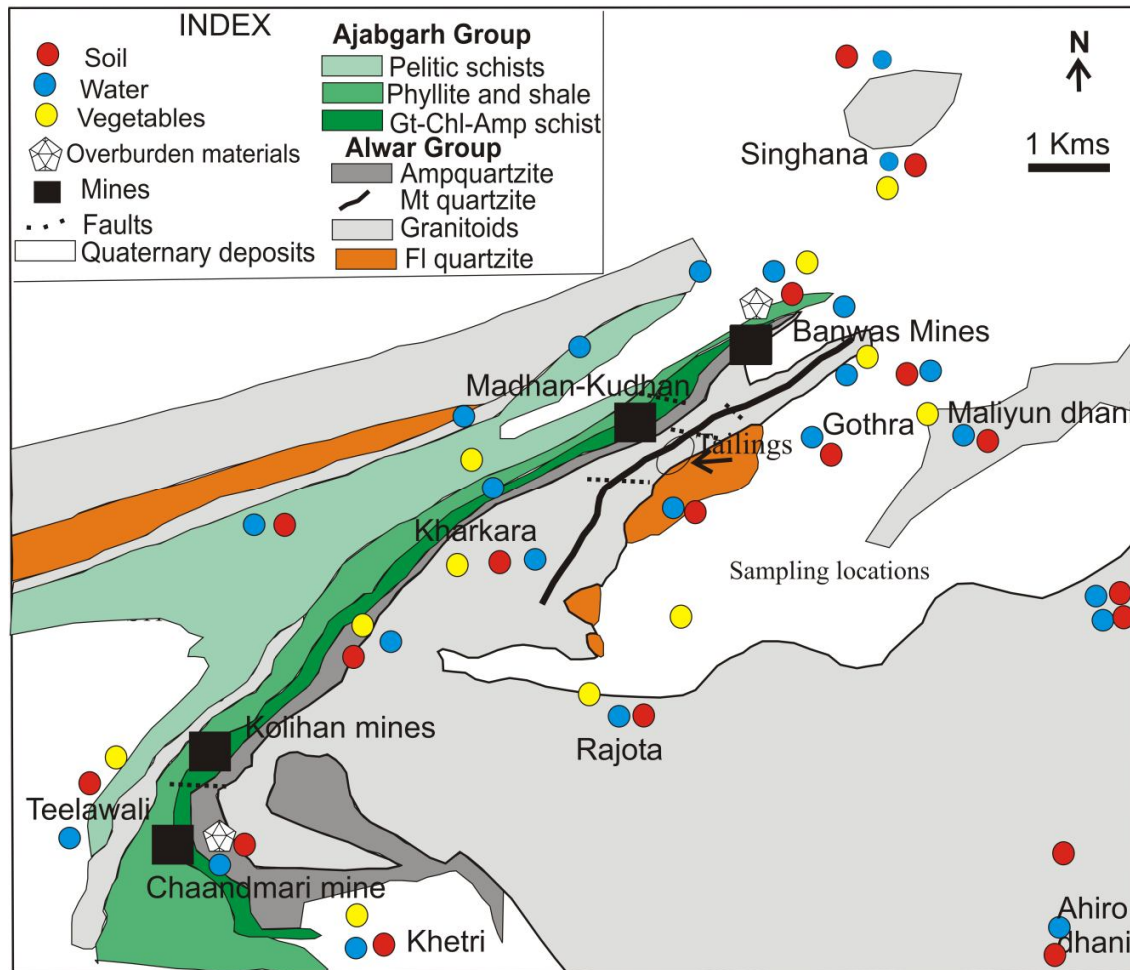 INDEX
Soil
Water
Vegetables
Overburden materials
Mines
Faults
Quaternary deposits
Ajabgarh Group
Pelitic schists
Phyllite and shale
Gt-Chl-Amp schist
Alwar Group
Ampquartzite
Mt quartzite
Granitoids
Fl quartzite
N
1 Kms
Singhana
Banwas Mines
Madhan-Kudhan
Gothra
Maliyun dhani
Tailings
Kharkara
Sampling locations
Kolihan mines
Rajota
Teelawali
Chaandmari mine
Khetri
Ahiro
dhani